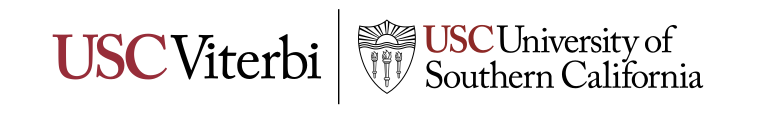 USC Viterbi
USC University of
Southern California